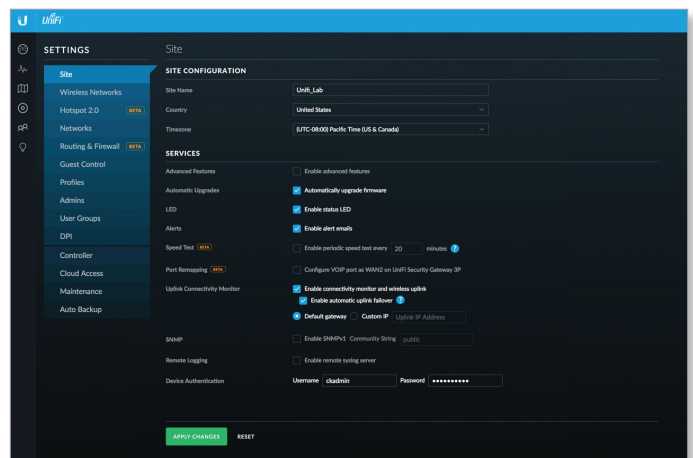 U UniFi
SETTINGS
Site
Wireless Networks
Hotspot 2.0 BETA
Networks
Routing & Firewall BETA
Guest Control
Profiles
Admins
User Groups
DPI
Controller
Cloud Access
Maintenance
Auto Backup
Site
SITE CONFIGURATION
Site Name Unifi_Lab
Country United States
Timezone (UTC-08:00) Pacific Time (US & Canada)
SERVICES
Advanced Features Enable advanced features
Automatic Upgrades Automatically upgrade firmware
LED Enable status LED
Alerts Enable alert emails
Speed Test BETA Enable periodic speed test every 20 minutes ?
Port Remapping BETA Configure VOIP port as WAN2 on UniFi Security Gateway 3P
Uplink Connectivity Monitor Enable connectivity monitor and wireless uplink
Enable automatic uplink failover ?
Default gateway Custom IP Uplink IP Address
SNMP Enable SNMPv1 Community String public
Remote Logging Enable remote syslog server
Device Authentication Username ckadmin Password ••••••••••
APPLY CHANGES RESET